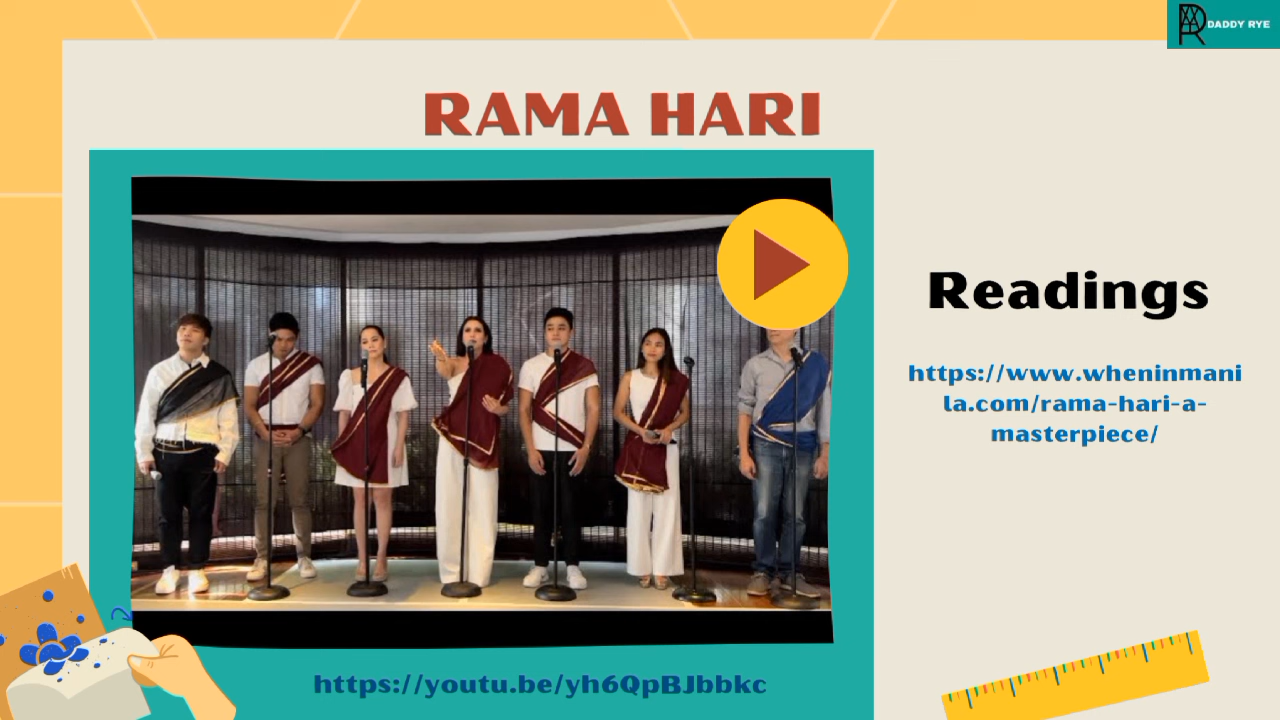 DADDY RYE
RAMA HARI
Readings
https://www.wheninmani
la.com/rama-hari-a-
masterpiece/
https://youtu.be/yh6QpBJbbkc